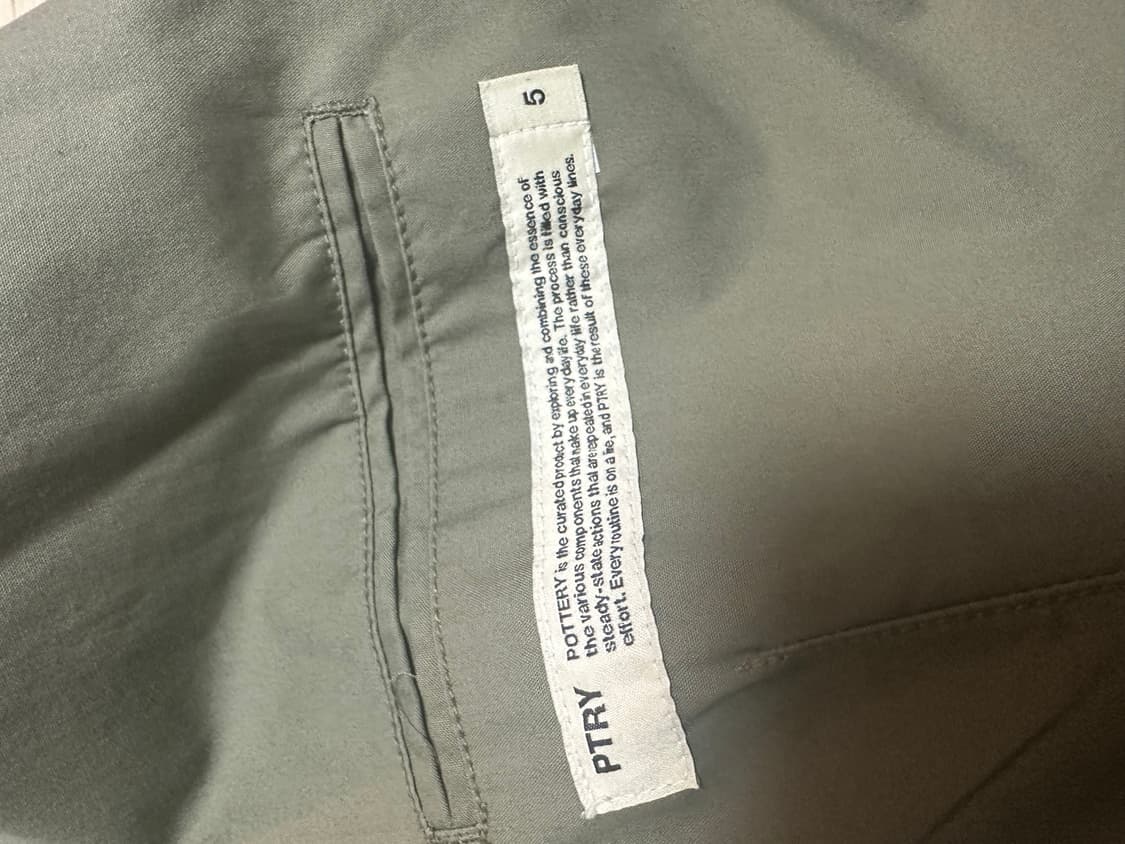 PTRY
POTTERY is the curated product by exploring and combining the essence of
the various components that make up everyday life. The process is filled with
steady-state actions that are repeated in everyday life rather than conscious
effort. Every routine is on a line, and PTRY is the result of these everyday lines.
5